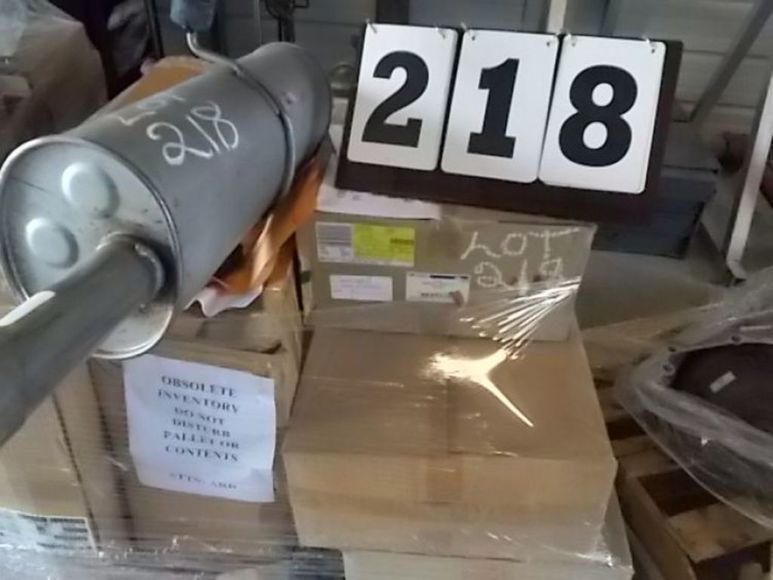 218
LOT
218
LOT
218
OBSOLETE
INVENTORY
DO NOT
DISTURB
PALLET OR
CONTENTS